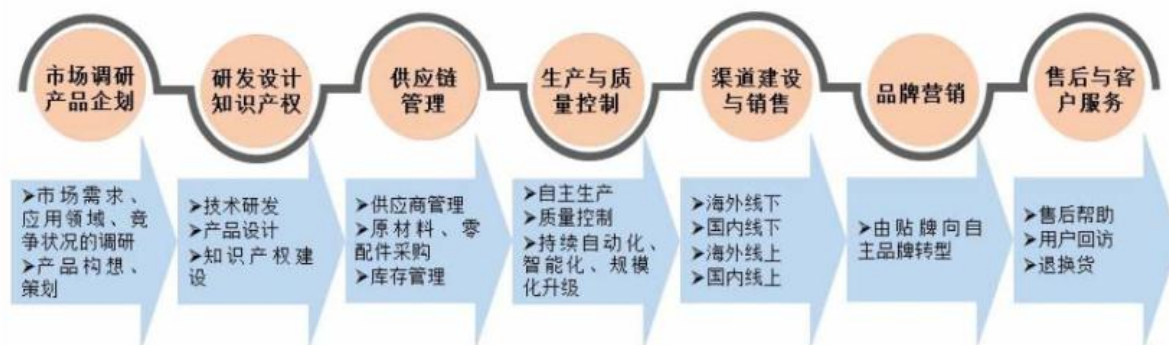 市场调研
产品企划
研发设计
知识产权
供应链
管理
生产与质
量控制
渠道建设
与销售
品牌营销
售后与客
户服务
➤市场需求、
应用领域、竞
争状况的调研
➤产品构想、
策划
➤技术研发
➤产品设计
➤知识产权建
设
➤供应商管理
➤原材料、零
配件采购
➤库存管理
➤自主生产
➤质量控制
➤持续自动化、
智能化、规模
化升级
➤海外线下
➤国内线下
➤海外线上
➤国内线上
➤由贴牌向自
主品牌转型
➤售后帮助
➤用户回访
➤退换货